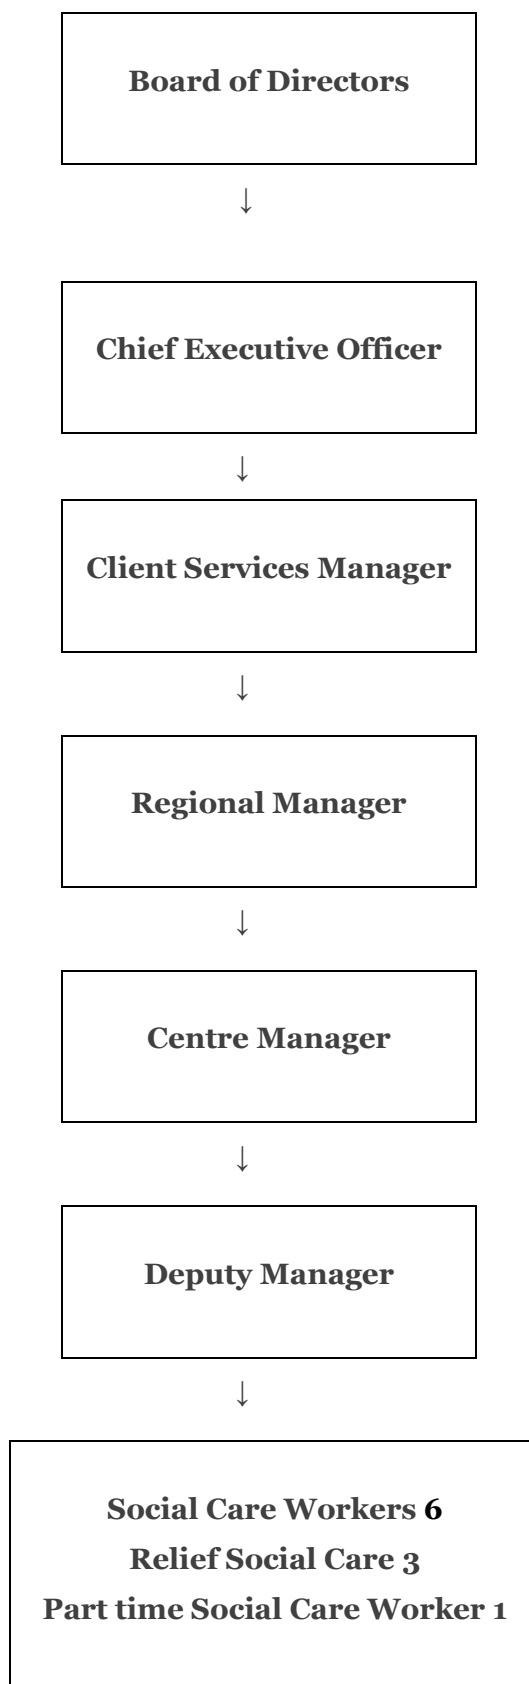 Board of Directors
↓
Chief Executive Officer
↓
Client Services Manager
↓
Regional Manager
↓
Centre Manager
↓
Deputy Manager
↓
Social Care Workers 6
Relief Social Care 3
Part time Social Care Worker 1